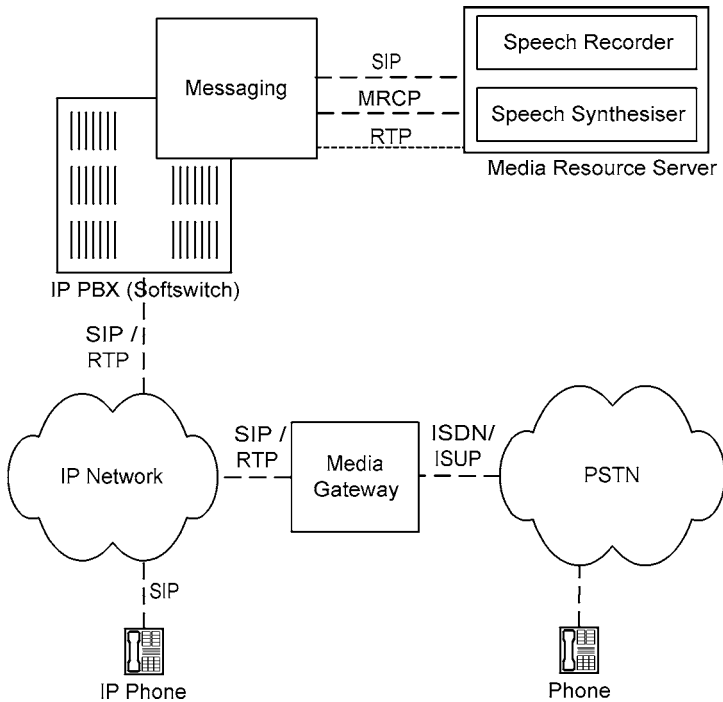 Messaging
SIP
MRCP
RTP
Speech Recorder
Speech Synthesiser
Media Resource Server
IP PBX (Softswitch)
SIP /
RTP
IP Network
SIP /
RTP
Media
Gateway
ISDN/
ISUP
PSTN
SIP
IP Phone
Phone